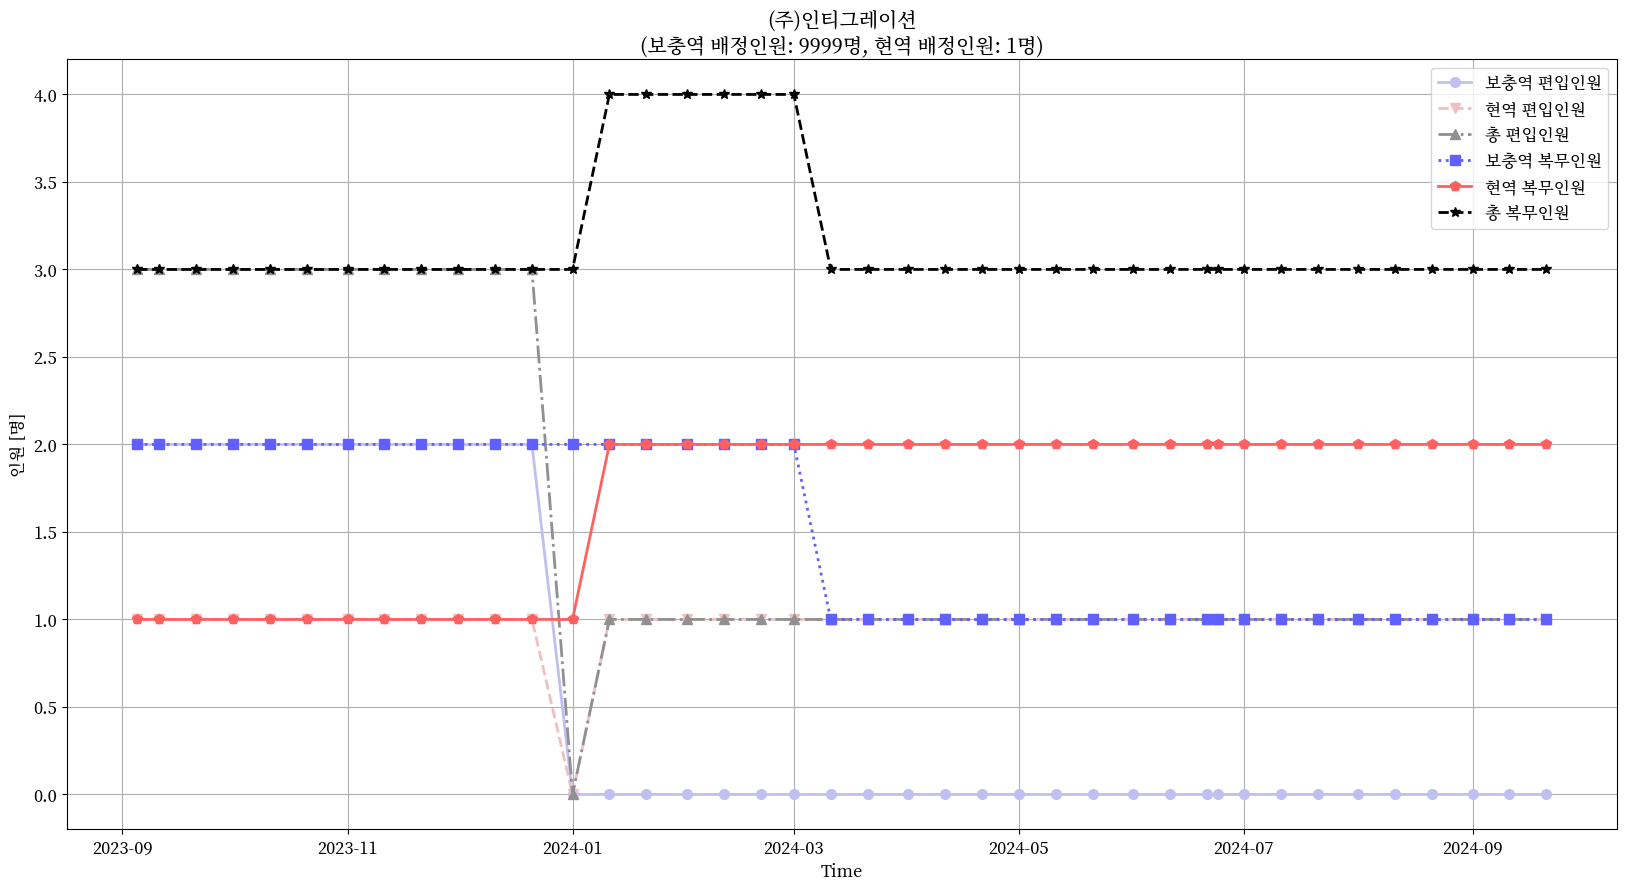 (주)인티그레이션
(보충역 배정인원: 9999명, 현역 배정인원: 1명)
보충역 편입인원
현역 편입인원
총 편입인원
보충역 복무인원
현역 복무인원
총 복무인원
인원 [명]
4.0
3.5
3.0
2.5
2.0
1.5
1.0
0.5
0.0
2023-09 2023-11 2024-01 2024-03 2024-05 2024-07 2024-09
Time